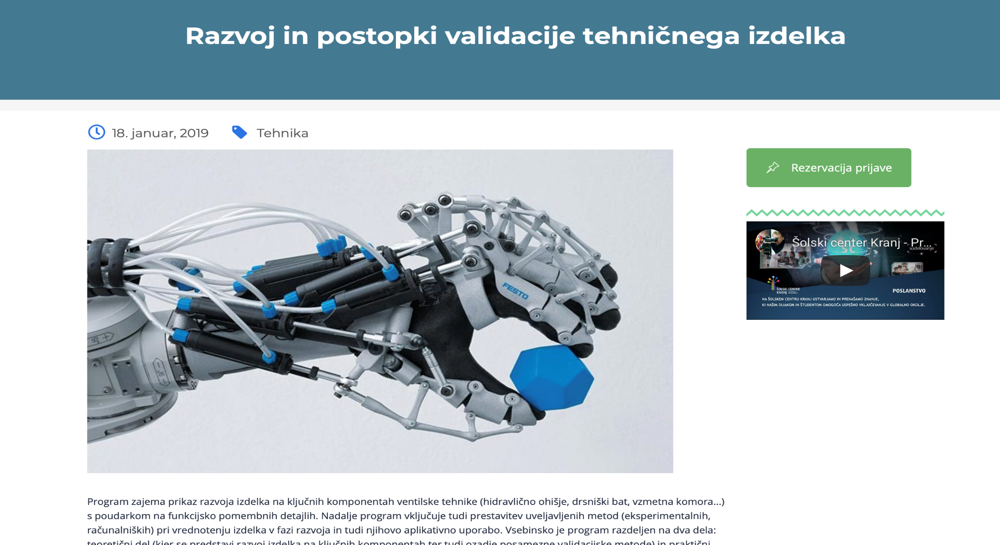 Razvoj in postopki validacije tehničnega izdelka
18. januar, 2019
Tehnika
Rezervacija prijave
FESTO
J5
J6
Šolski center Kranj - Pr...
sodelovanje
ŠOLSKI CENTER
KRANJ
POSLANSTVO
NA ŠOLSKEM CENTRU KRANJ USTVARJAMO IN PRENAŠAMO ZNANJE,
KI NAŠIM DIJAKOM IN ŠTUDENTOM OMOGOČA USPEŠNO VKLJUČEVANJE V GLOBALNO OKOLJE.
Program zajema prikaz razvoja izdelka na ključnih komponentah ventilske tehnike (hidravlično ohišje, drsniški bat, vzmetna komora...)
s poudarkom na funkcijsko pomembnih detajlih. Nadalje program vključuje tudi prestavitev uveljavljenih metod (eksperimentalnih,
računalniških) pri vrednotenju izdelka v fazi razvoja in tudi njihovo aplikativno uporabo. Vsebinsko je program razdeljen na dva dela:
teoretični del (kjer se predstavi razvoj izdelka na ključnih komponentah ter tudi ozadje posamezne validacijske metode) in praktični